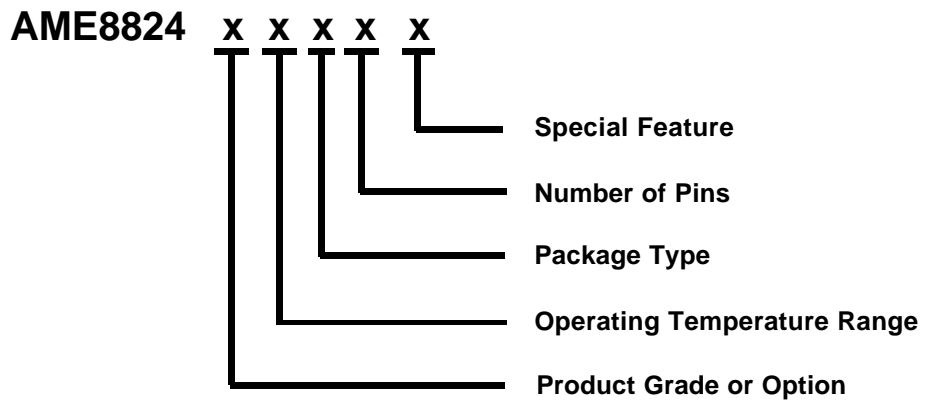 AME8824 x x x x x
Special Feature
Number of Pins
Package Type
Operating Temperature Range
Product Grade or Option